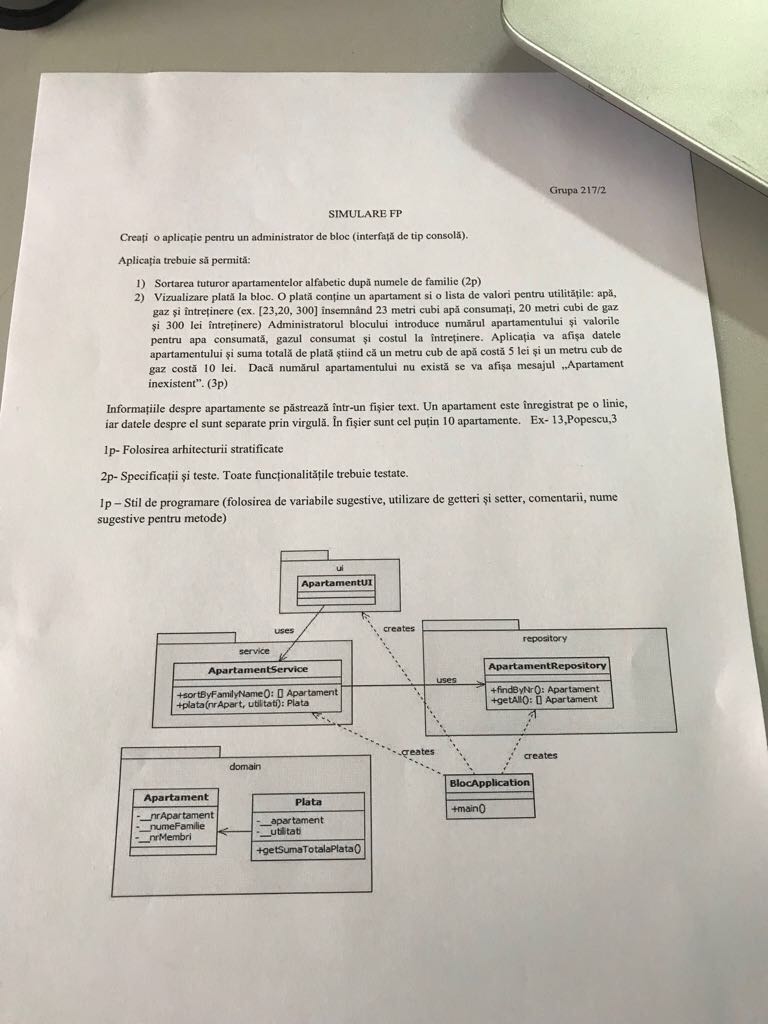 Grupa 217/2
SIMULARE FP
Creați o aplicație pentru un administrator de bloc (interfață de tip consolă).
Aplicația trebuie să permită:
1) Sortarea tuturor apartamentelor alfabetic după numele de familie (2p)
2) Vizualizare plată la bloc. O plată conține un apartament si o lista de valori pentru utilitățile: apă,
gaz și întreținere (ex. [23,20, 300] însemnând 23 metri cubi apă consumați, 20 metri cubi de gaz
și 300 lei întreținere) Administratorul blocului introduce numărul apartamentului și valorile
pentru apa consumată, gazul consumat și costul la întreținere. Aplicația va afișa datele
apartamentului și suma totală de plată știind că un metru cub de apă costă 5 lei și un metru cub de
gaz costă 10 lei. Dacă numărul apartamentului nu există se va afișa mesajul „Apartament
inexistent”. (3p)
Informațiile despre apartamente se păstrează într-un fișier text. Un apartament este înregistrat pe o linie,
iar datele despre el sunt separate prin virgulă. În fișier sunt cel puțin 10 apartamente. Ex- 13,Popescu,3
1p- Folosirea arhitecturii stratificate
2p- Specificații și teste. Toate funcționalitățile trebuie testate.
1p – Stil de programare (folosirea de variabile sugestive, utilizare de getteri și setter, comentarii, nume
sugestive pentru metode)
ui
ApartamentUI
uses
creates
service
ApartamentService
+sortByFamilyName(): [] Apartament
+plata(nrApart, utilitati): Plata
uses
repository
ApartamentRepository
+findByNr(): Apartament
+getAll(): [] Apartament
creates
creates
domain
Apartament
-__nrApartament
-__numeFamilie
-__nrMembri
Plata
-__apartament
-__utilitati
+getSumaTotalaPlata()
BlocApplication
+main()